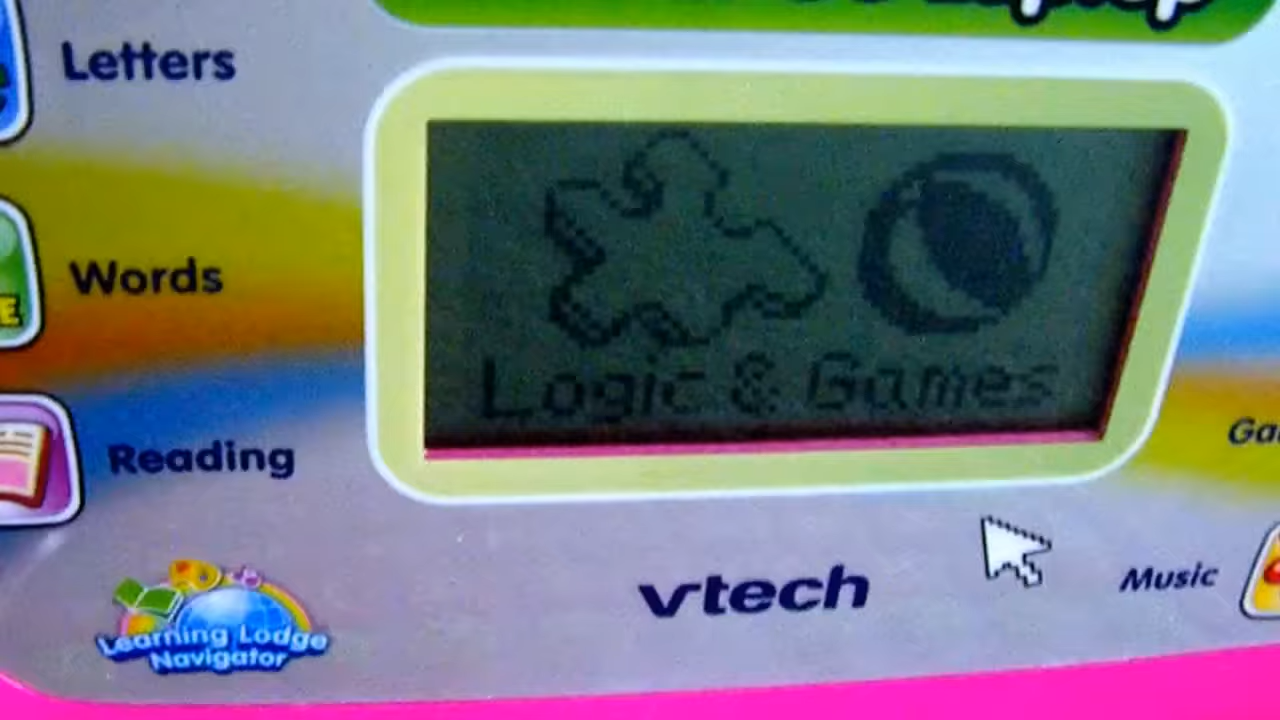 Letters
Words
Reading
Logic & Games
Learning Lodge
Navigator
vtech
Music